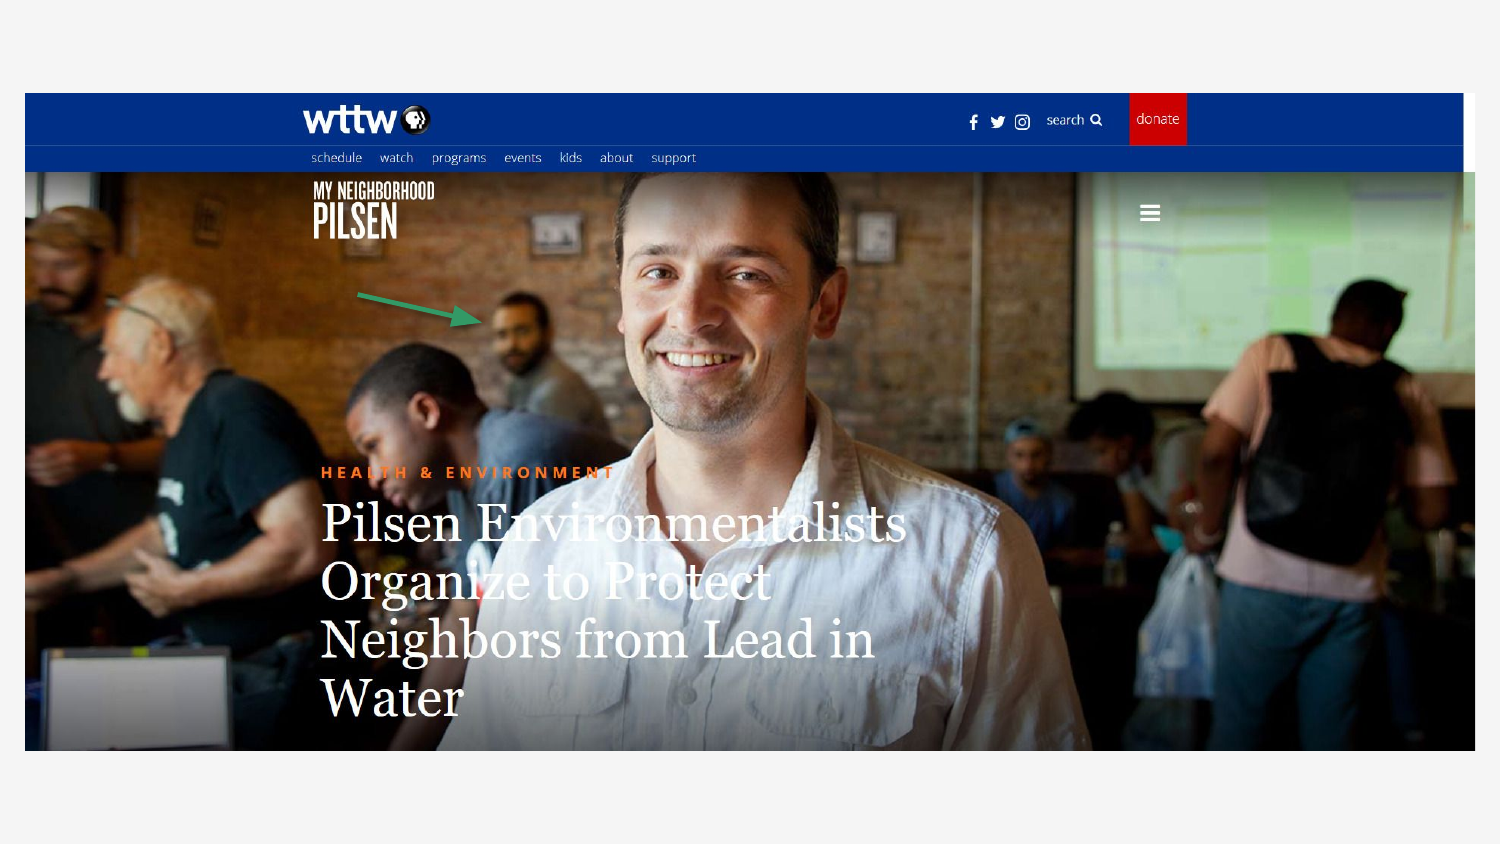 wttw
search
donate
schedule watch programs events kids about support
MY NEIGHBORHOOD
PILSEN
HEALTH & ENVIRONMENT
Pilsen Environmentalists
Organize to Protect
Neighbors from Lead in
Water